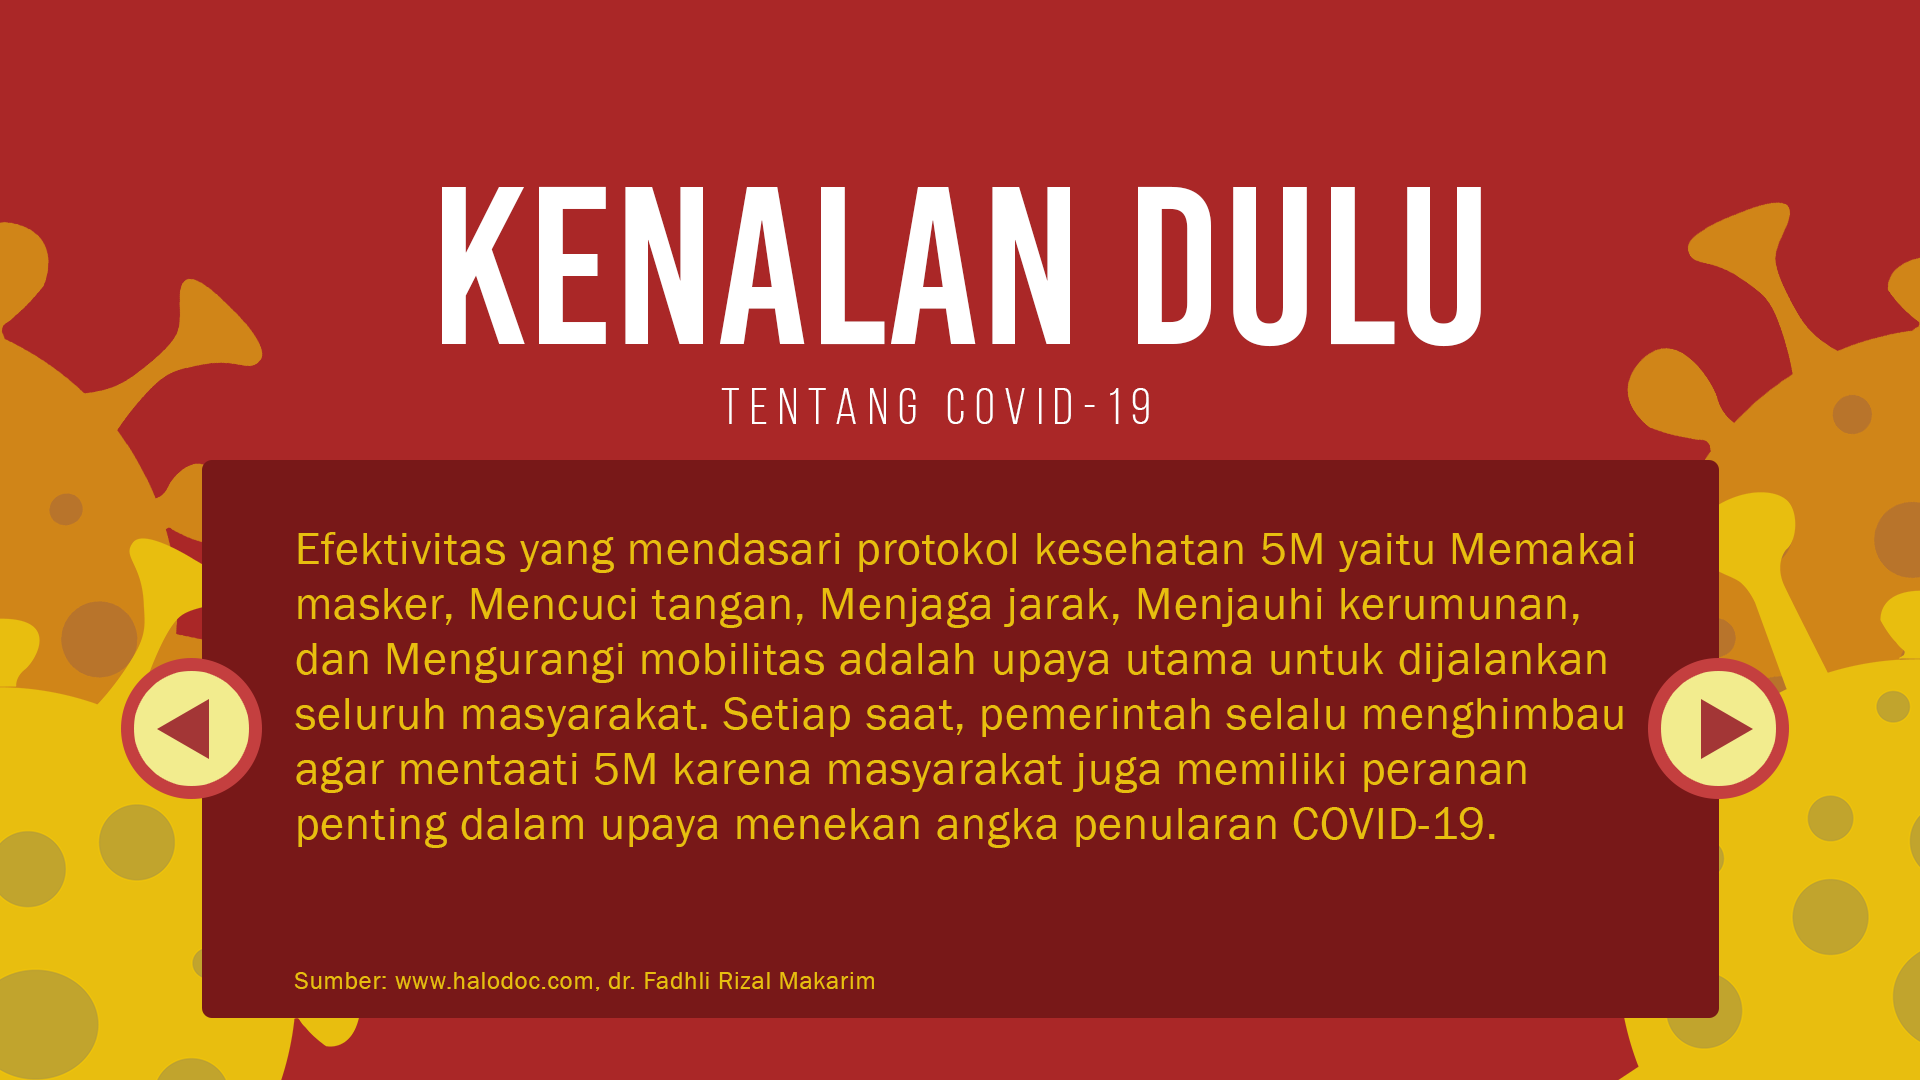 KENALAN DULU
TENTANG COVID-19
Efektivitas yang mendasari protokol kesehatan 5M yaitu Memakai
masker, Mencuci tangan, Menjaga jarak, Menjauhi kerumunan,
dan Mengurangi mobilitas adalah upaya utama untuk dijalankan
seluruh masyarakat. Setiap saat, pemerintah selalu menghimbau
agar mentaati 5M karena masyarakat juga memiliki peranan
penting dalam upaya menekan angka penularan COVID-19.
Sumber: www.halodoc.com, dr. Fadhli Rizal Makarim